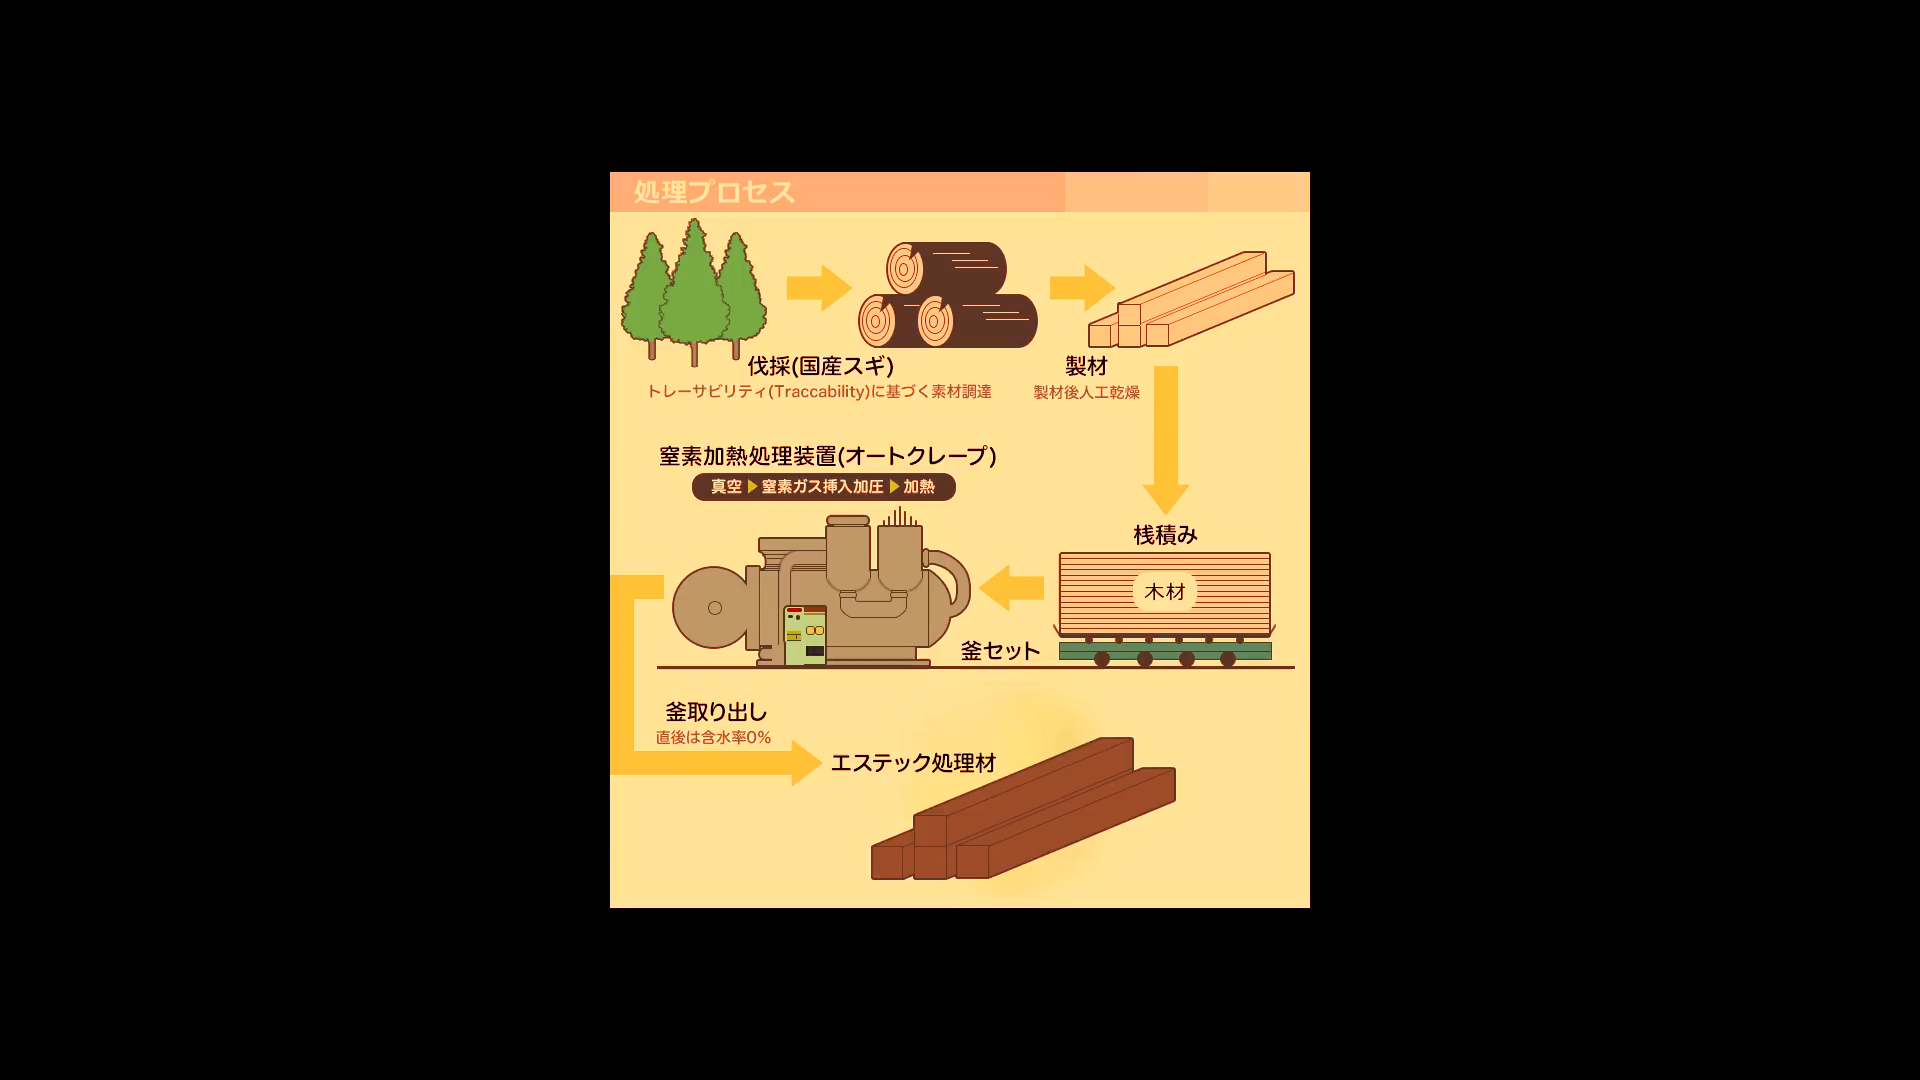 処理プロセス
伐採(国産スギ)
トレーサビリティ(Traccability)に基づく素材調達
製材
製材後人工乾燥
窒素加熱処理装置(オートクレープ)
真空▶窒素ガス挿入加圧▶加熱
桟積み
木材
釜セット
釜取り出し
直後は含水率0%
エステック処理材